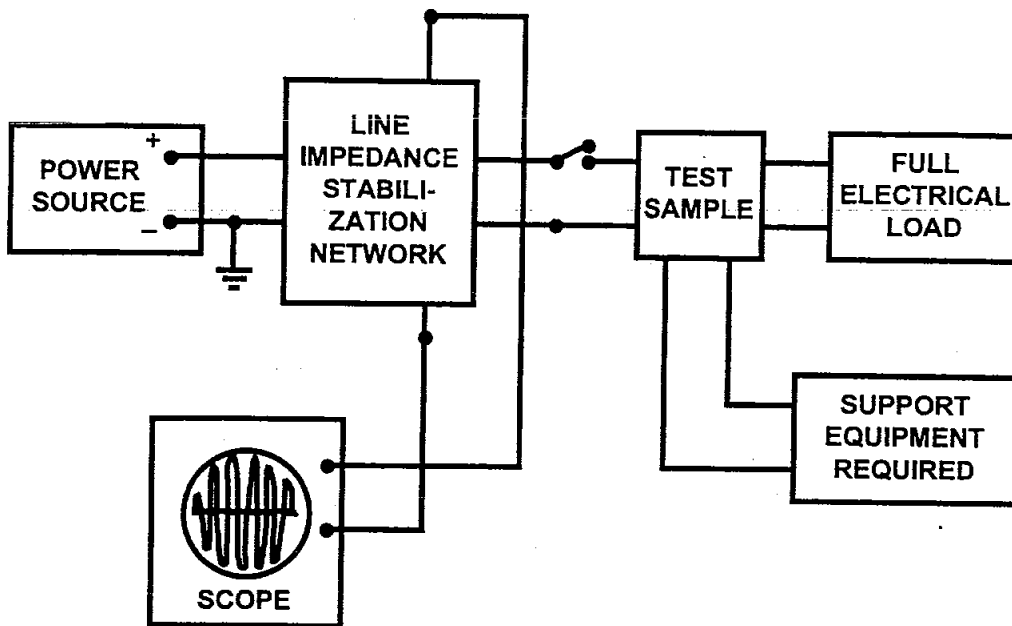 POWER
SOURCE
+
−
LINE
IMPEDANCE
STABILI-
ZATION
NETWORK
TEST
SAMPLE
FULL
ELECTRICAL
LOAD
SUPPORT
EQUIPMENT
REQUIRED
SCOPE